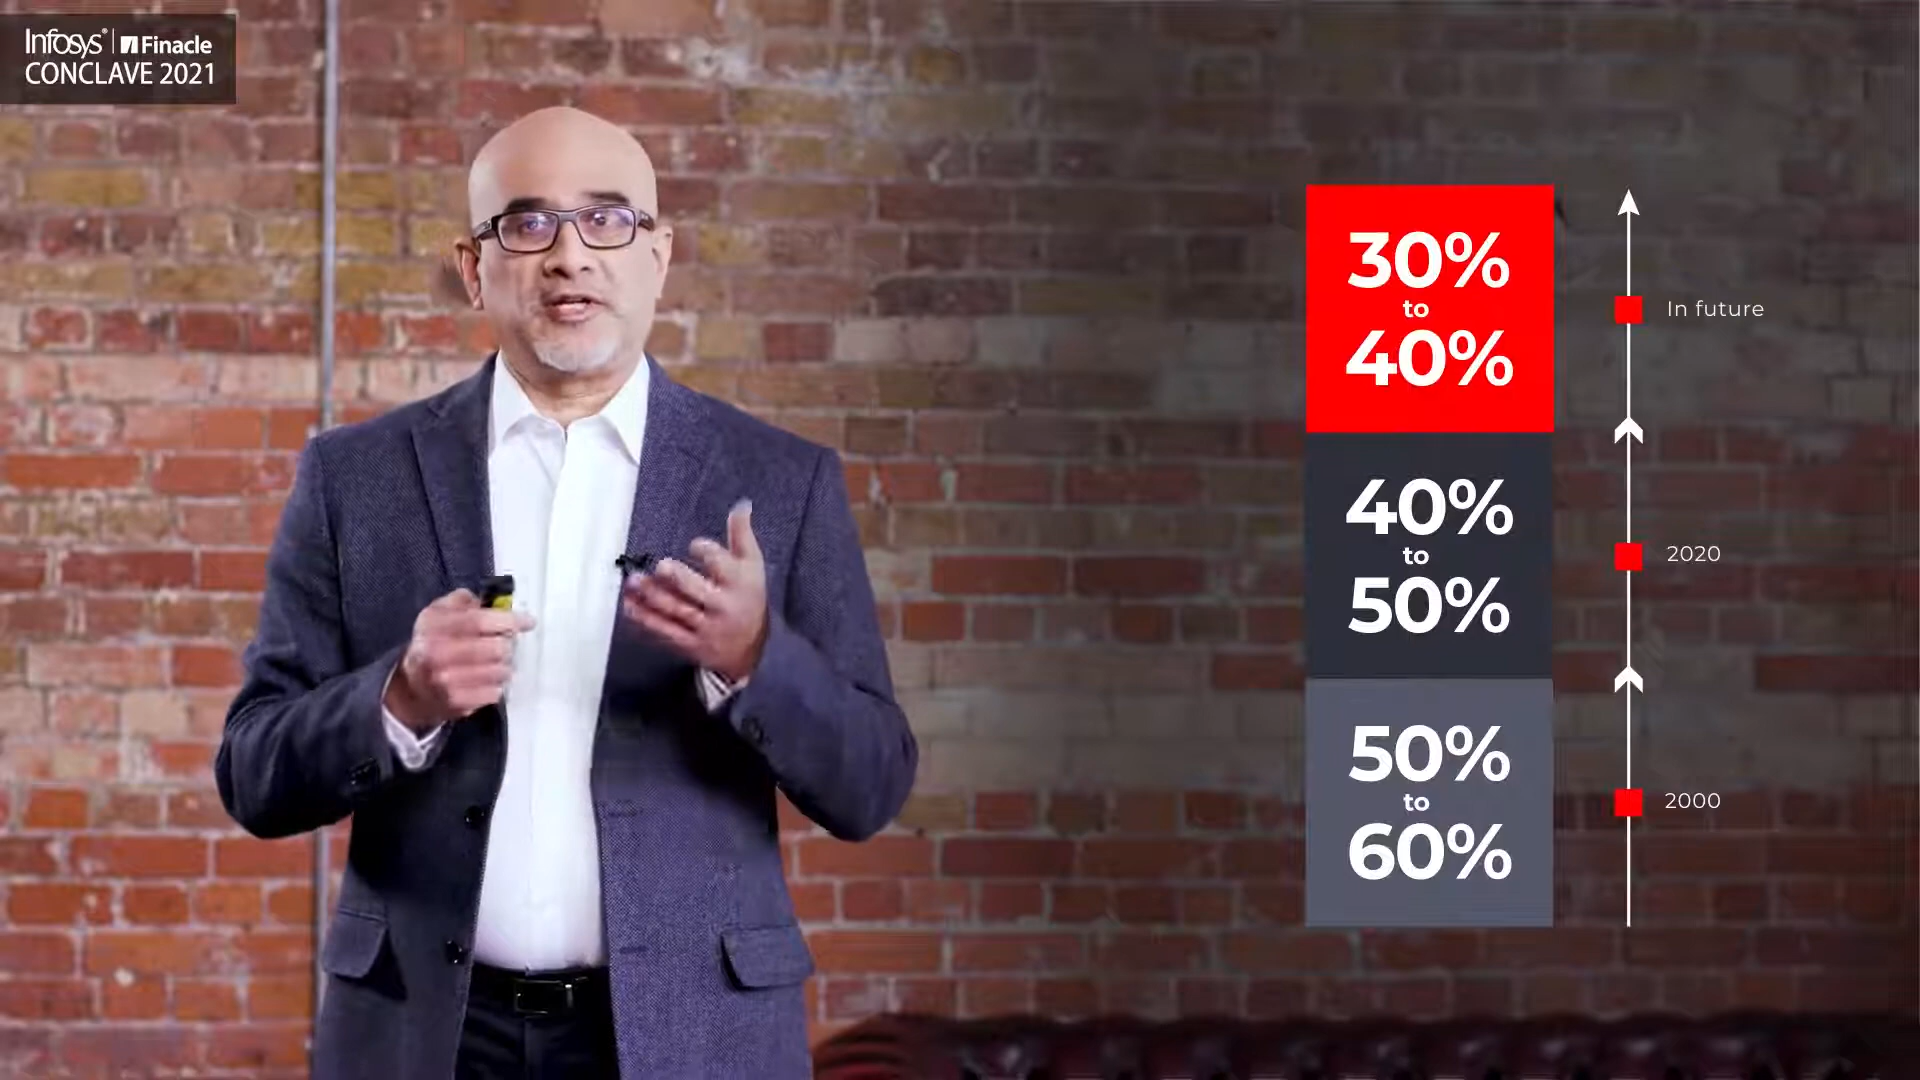 Infosys® | Finacle
CONCLAVE 2021
30%
to
40%
In future
40%
to
50%
2020
50%
to
60%
2000